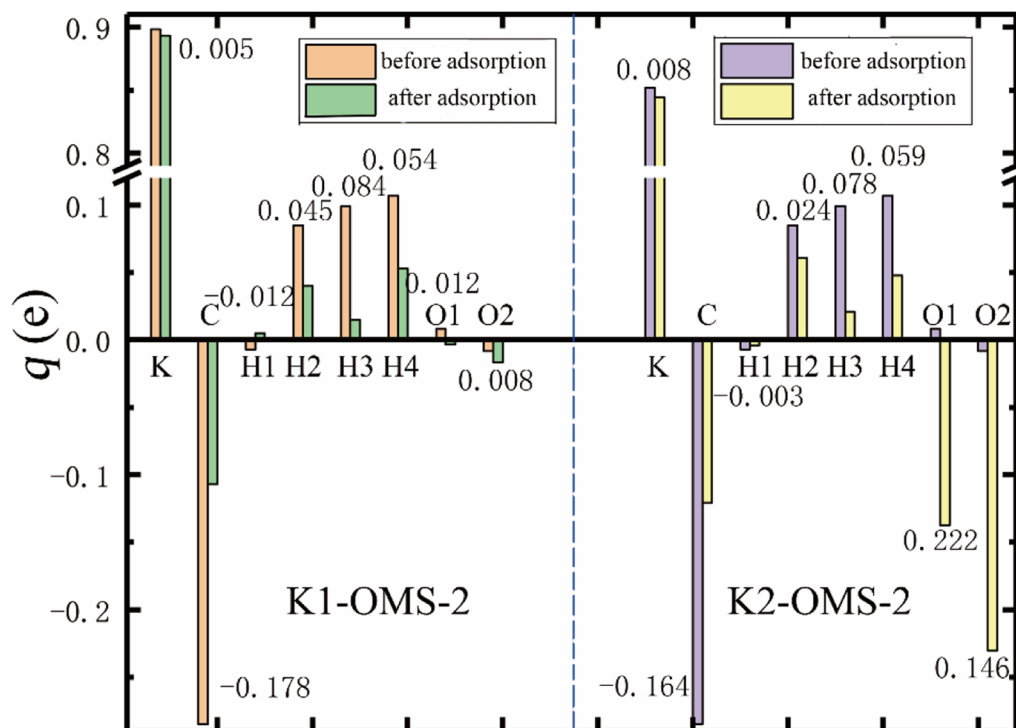 q (e)
0.9
0.8
0.1
0.0
−0.1
−0.2
before adsorption
after adsorption
0.005
0.054
0.084
0.045
−0.012
0.012
C
O1
O2
K
H1
H2
H3
H4
0.008
−0.178
K1-OMS-2
before adsorption
after adsorption
0.008
0.059
0.078
0.024
C
O1
O2
K
H1
H2
H3
H4
−0.003
0.222
0.146
−0.164
K2-OMS-2